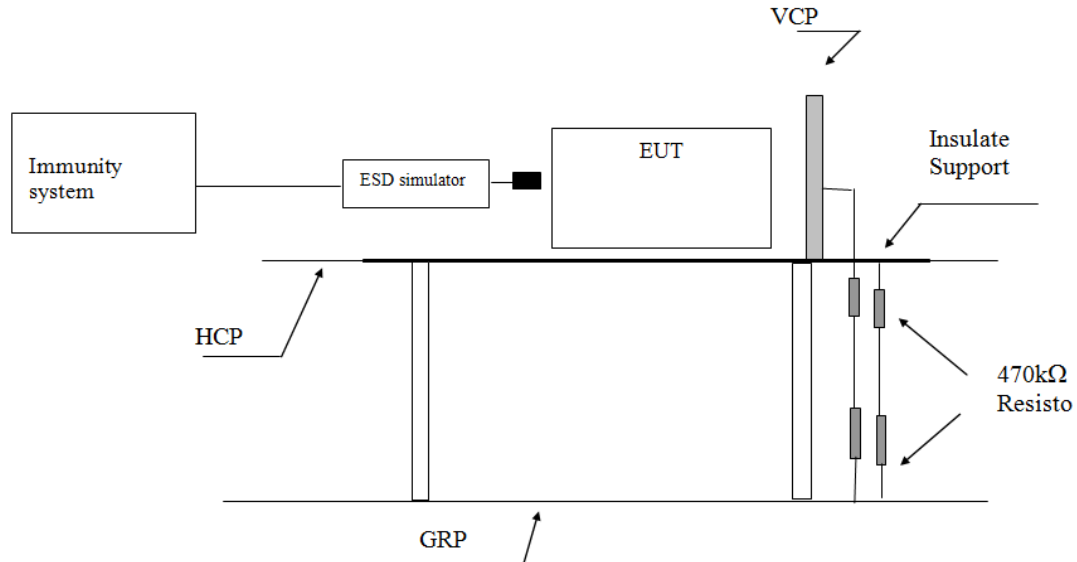 VCP
Immunity
system
ESD simulator
EUT
Insulate
Support
HCP
470kΩ
Resisto
GRP